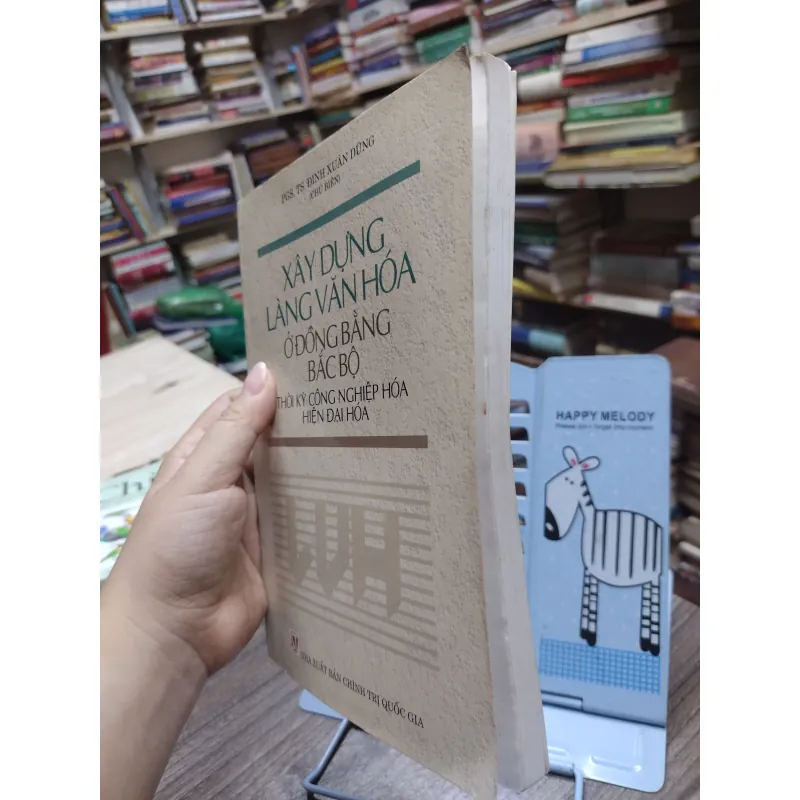 PGS, TS. ĐINH XUÂN DŨNG
(CHỦ BIÊN)
XÂY DỰNG
LÀNG VĂN HÓA
Ở ĐỒNG BẰNG
BẮC BỘ
THỜI KỲ CÔNG NGHIỆP HÓA
HIỆN ĐẠI HÓA
LVH
NHÀ XUẤT BẢN CHÍNH TRỊ QUỐC GIA
HAPPY MELODY